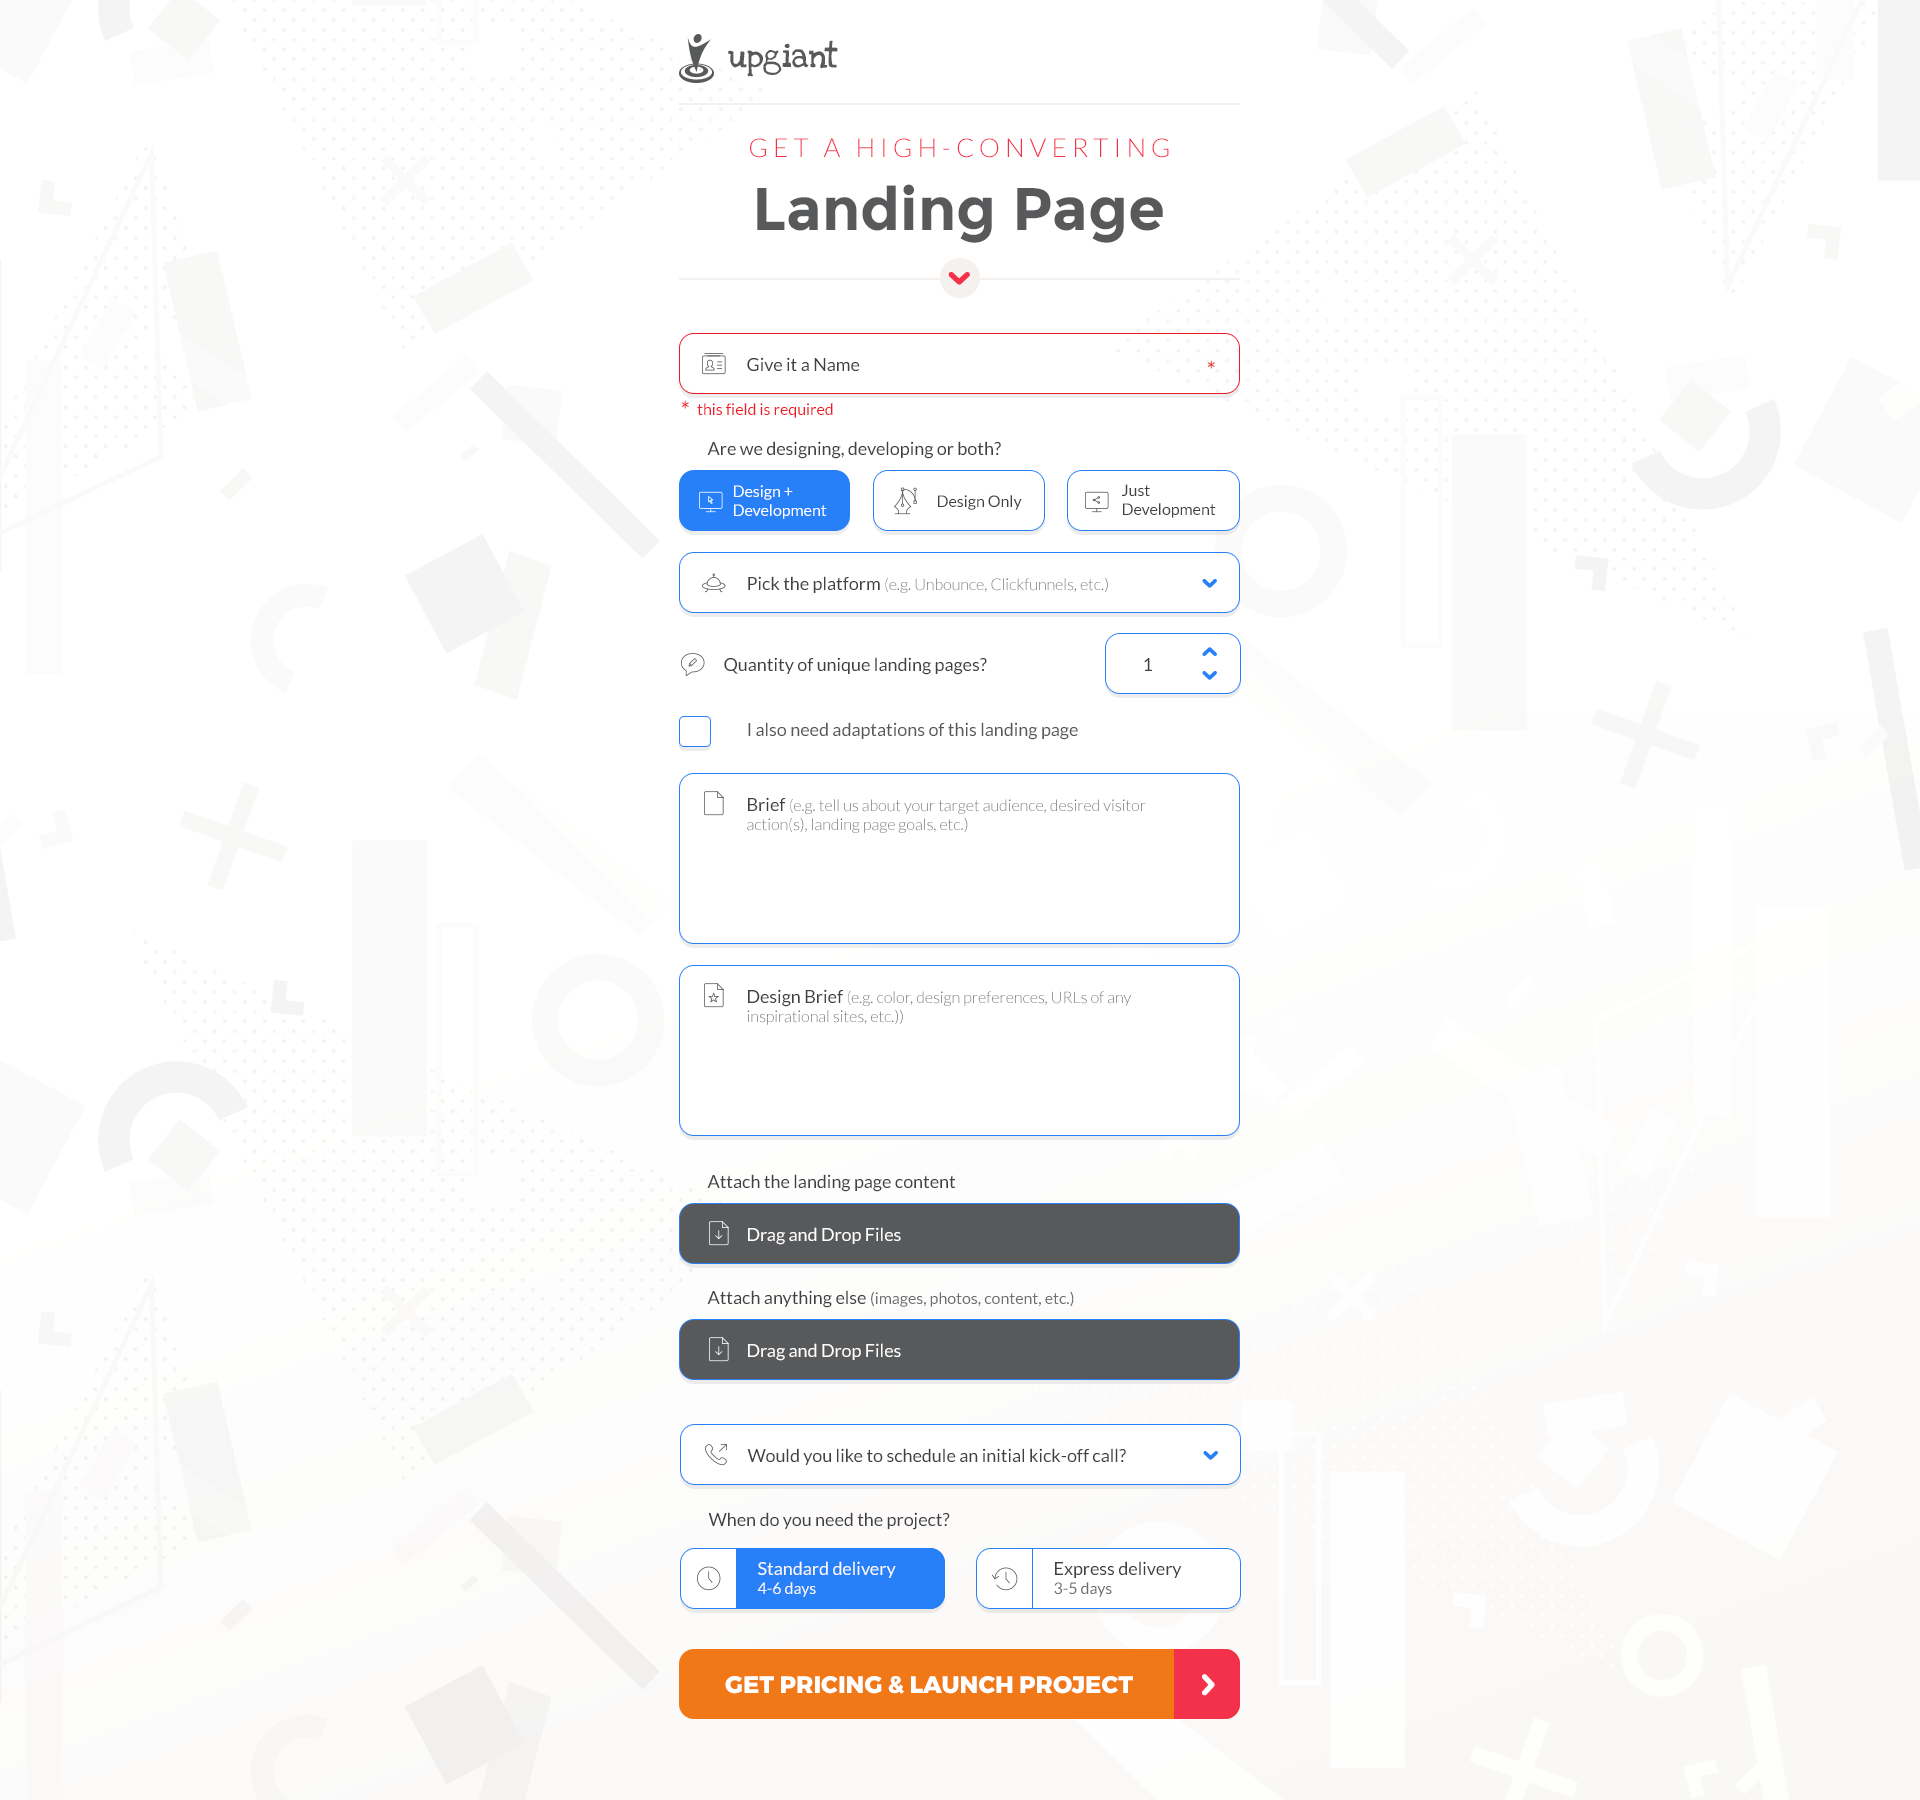 upgiant
GET A HIGH-CONVERTING
Landing Page
Give it a Name *
* this field is required
Are we designing, developing or both?
Design +
Development
Design Only
Just
Development
Pick the platform (e.g. Unbounce, Clickfunnels, etc.)
Quantity of unique landing pages?
1
I also need adaptations of this landing page
Brief (e.g. tell us about your target audience, desired visitor
action(s), landing page goals, etc.)
Design Brief (e.g. color, design preferences, URLs of any
inspirational sites, etc.))
Attach the landing page content
Drag and Drop Files
Attach anything else (images, photos, content, etc.)
Drag and Drop Files
Would you like to schedule an initial kick-off call?
When do you need the project?
Standard delivery
4-6 days
Express delivery
3-5 days
GET PRICING & LAUNCH PROJECT